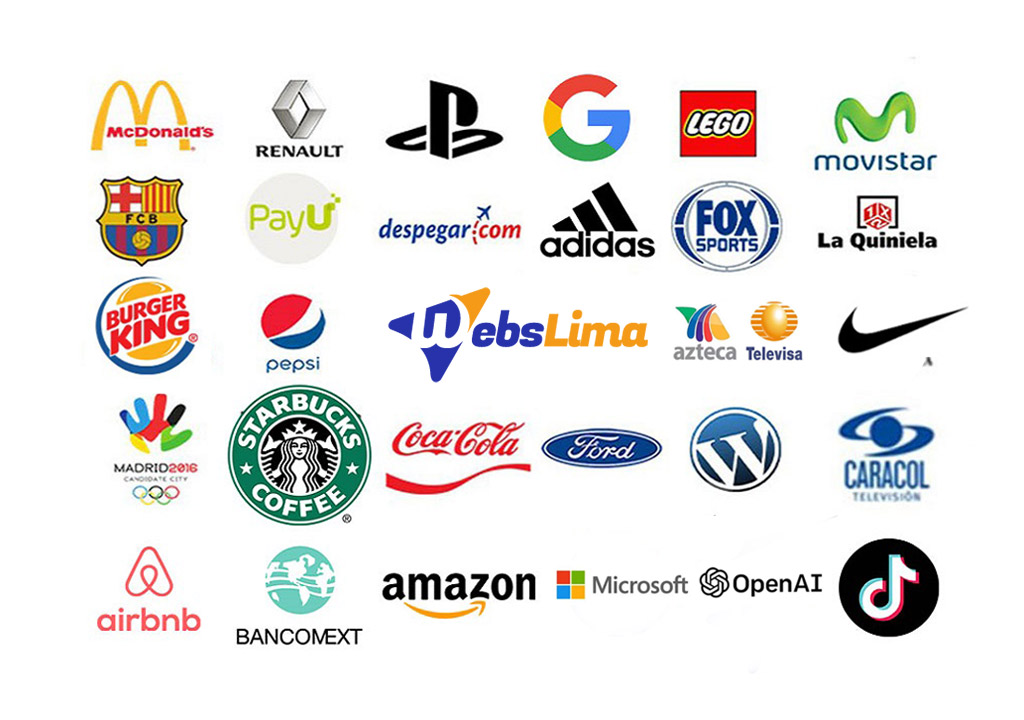 McDonald's
RENAULT
G
LEGO
movistar
FCB
PayU
despegar.com
adidas
FOX
SPORTS
1X2
La Quiniela
BURGER
KING
®
pepsi
WebsLima
azteca
Televisa
MADRID2016
CANDIDATE CITY
STARBUCKS
COFFEE
®
Coca-Cola
Ford
W
CARACOL
TELEVISIÓN
airbnb
BANCOMEXT
amazon
Microsoft
OpenAI